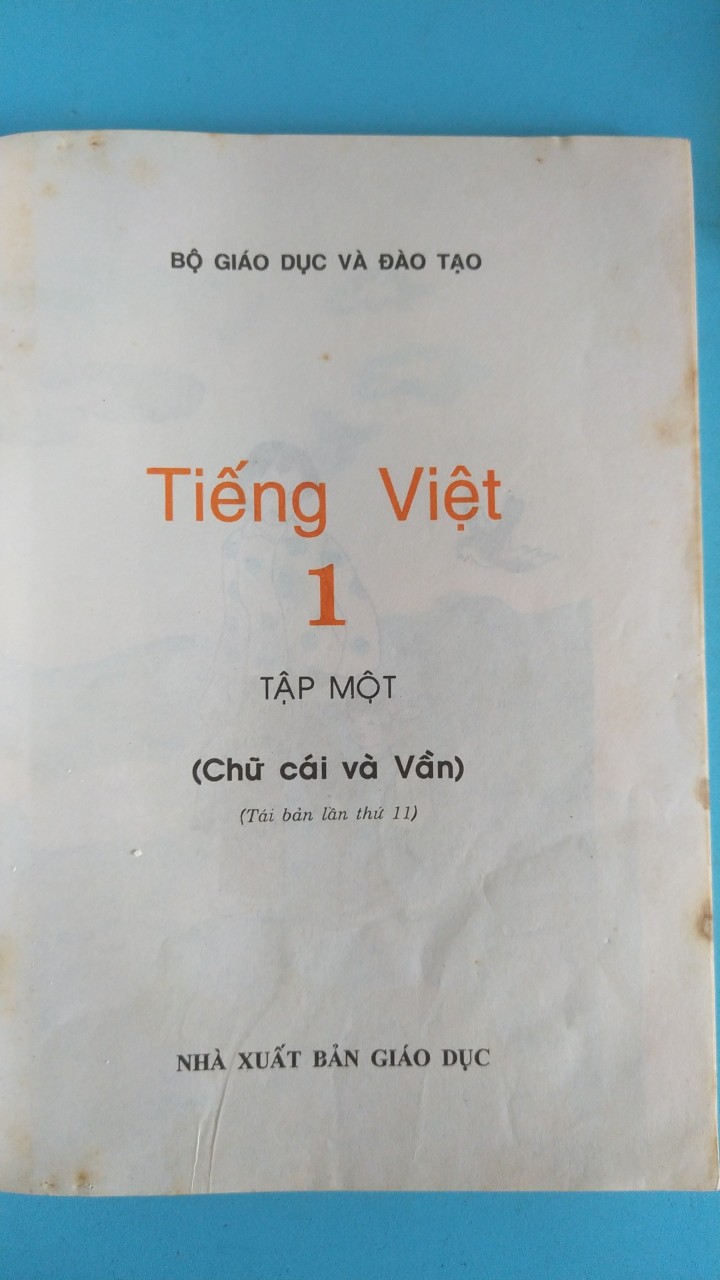 BỘ GIÁO DỤC VÀ ĐÀO TẠO
Tiếng Việt
1
TẬP MỘT
(Chữ cái và Vần)
(Tái bản lần thứ 11)
NHÀ XUẤT BẢN GIÁO DỤC